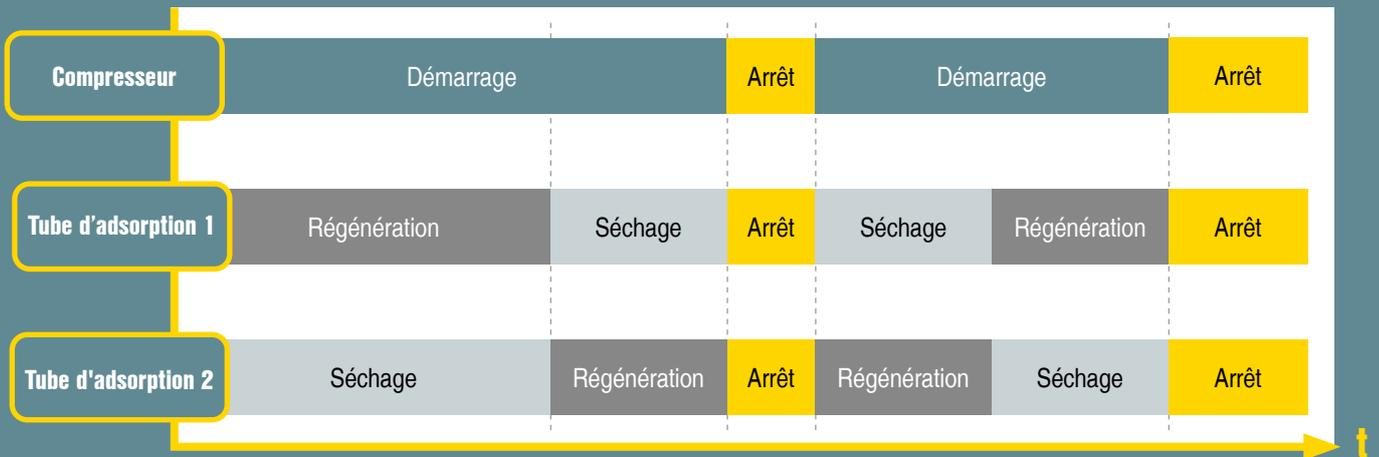 Compresseur
Démarrage
Arrêt
Démarrage
Arrêt
Tube d’adsorption 1
Régénération
Séchage
Arrêt
Séchage
Régénération
Arrêt
Tube d'adsorption 2
Séchage
Régénération
Arrêt
Régénération
Séchage
Arrêt
t